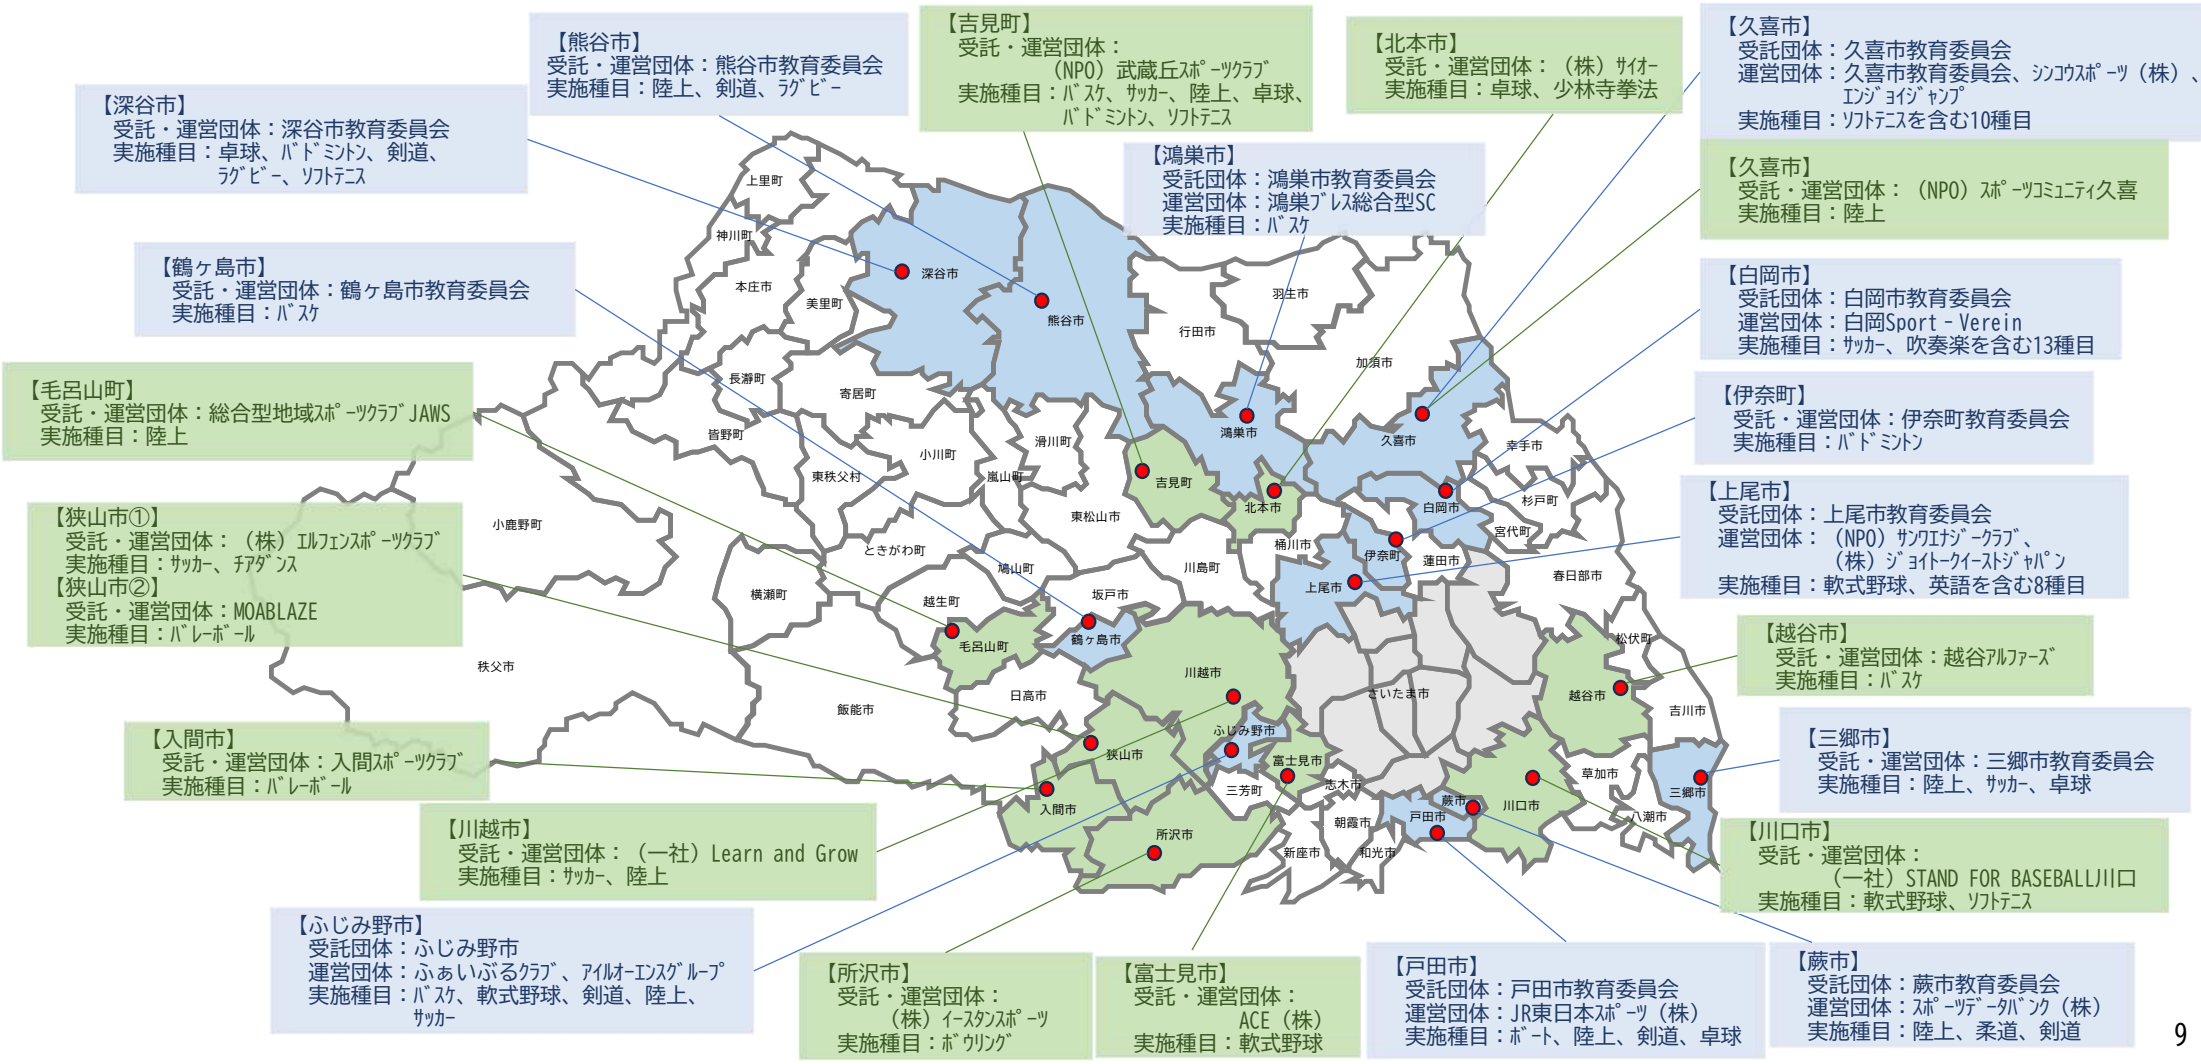 【熊谷市】
受託・運営団体：熊谷市教育委員会
実施種目：陸上、剣道、ﾗｸﾞﾋﾞｰ
【吉見町】
受託・運営団体：
（NPO）武蔵丘ｽﾎﾟｰﾂｸﾗﾌﾞ
実施種目：ﾊﾞｽｹ、ｻｯｶｰ、陸上、卓球、
ﾊﾞﾄﾞﾐﾝﾄﾝ、ｿﾌﾄﾃﾆｽ
【北本市】
受託・運営団体：（株）ｻｲｵｰ
実施種目：卓球、少林寺拳法
【久喜市】
受託団体：久喜市教育委員会
運営団体：久喜市教育委員会、ｼﾝｺｳｽﾎﾟｰﾂ（株）、
ｴﾝｼﾞｮｲｼﾞｬﾝﾌﾟ
実施種目：ｿﾌﾄﾃﾆｽを含む10種目
【深谷市】
受託・運営団体：深谷市教育委員会
実施種目：卓球、ﾊﾞﾄﾞﾐﾝﾄﾝ、剣道、
ﾗｸﾞﾋﾞｰ、ｿﾌﾄﾃﾆｽ
【鴻巣市】
受託団体：鴻巣市教育委員会
運営団体：鴻巣ﾌﾞﾚｽ総合型SC
実施種目：ﾊﾞｽｹ
【久喜市】
受託・運営団体：（NPO）ｽﾎﾟｰﾂｺﾐｭﾆﾃｨ久喜
実施種目：陸上
【鶴ヶ島市】
受託・運営団体：鶴ヶ島市教育委員会
実施種目：ﾊﾞｽｹ
【白岡市】
受託団体：白岡市教育委員会
運営団体：白岡Sport‐Verein
実施種目：ｻｯｶｰ、吹奏楽を含む13種目
【毛呂山町】
受託・運営団体：総合型地域ｽﾎﾟｰﾂｸﾗﾌﾞJAWS
実施種目：陸上
【伊奈町】
受託・運営団体：伊奈町教育委員会
実施種目：ﾊﾞﾄﾞﾐﾝﾄﾝ
【狭山市①】
受託・運営団体：（株）ｴﾙﾌｪﾝｽﾎﾟｰﾂｸﾗﾌﾞ
実施種目：ｻｯｶｰ、ﾁｱﾀﾞﾝｽ
【狭山市②】
受託・運営団体：MOABLAZE
実施種目：ﾊﾞﾚｰﾎﾞｰﾙ
【上尾市】
受託団体：上尾市教育委員会
運営団体：（NPO）ｻﾝﾜｴﾅｼﾞｰｸﾗﾌﾞ、
（株）ｼﾞｮｲﾄｰｸｲｰｽﾄｼﾞｬﾊﾟﾝ
実施種目：軟式野球、英語を含む8種目
【越谷市】
受託・運営団体：越谷ｱﾙﾌｧｰｽﾞ
実施種目：ﾊﾞｽｹ
【入間市】
受託・運営団体：入間ｽﾎﾟｰﾂｸﾗﾌﾞ
実施種目：ﾊﾞﾚｰﾎﾞｰﾙ
【三郷市】
受託・運営団体：三郷市教育委員会
実施種目：陸上、ｻｯｶｰ、卓球
【川越市】
受託・運営団体：（一社）Learn and Grow
実施種目：ｻｯｶｰ、陸上
【川口市】
受託・運営団体：
（一社）STAND FOR BASEBALL川口
実施種目：軟式野球、ｿﾌﾄﾃﾆｽ
【ふじみ野市】
受託団体：ふじみ野市
運営団体：ふぁいぶるｸﾗﾌﾞ、ｱｲﾙｵｰｴﾝｽｸﾞﾙｰﾌﾟ
実施種目：ﾊﾞｽｹ、軟式野球、剣道、陸上、
ｻｯｶｰ
【所沢市】
受託・運営団体：
（株）ｲｰｽﾀﾝｽﾎﾟｰﾂ
実施種目：ﾎﾞｳﾘﾝｸﾞ
【富士見市】
受託・運営団体：
ACE（株）
実施種目：軟式野球
【戸田市】
受託団体：戸田市教育委員会
運営団体：JR東日本ｽﾎﾟｰﾂ（株）
実施種目：ﾎﾞｰﾄ、陸上、剣道、卓球
【蕨市】
受託団体：蕨市教育委員会
運営団体：ｽﾎﾟｰﾂﾃﾞｰﾀﾊﾞﾝｸ（株）
実施種目：陸上、柔道、剣道
上里町
神川町
本庄市
美里町
深谷市
熊谷市
行田市
羽生市
加須市
長瀞町
寄居町
皆野町
小川町
東秩父村
嵐山町
滑川町
吉見町
鴻巣市
北本市
久喜市
幸手市
杉戸町
白岡市
宮代町
小鹿野町
東松山市
ときがわ町
鳩山町
川島町
桶川市
伊奈町
蓮田市
春日部市
横瀬町
越生町
坂戸市
上尾市
毛呂山町
鶴ヶ島市
松伏町
秩父市
日高市
川越市
さいたま市
越谷市
吉川市
飯能市
ふじみ野市
狭山市
富士見市
志木市
三芳町
草加市
三郷市
入間市
所沢市
朝霞市
新座市
和光市
戸田市
蕨市
川口市
八潮市
9